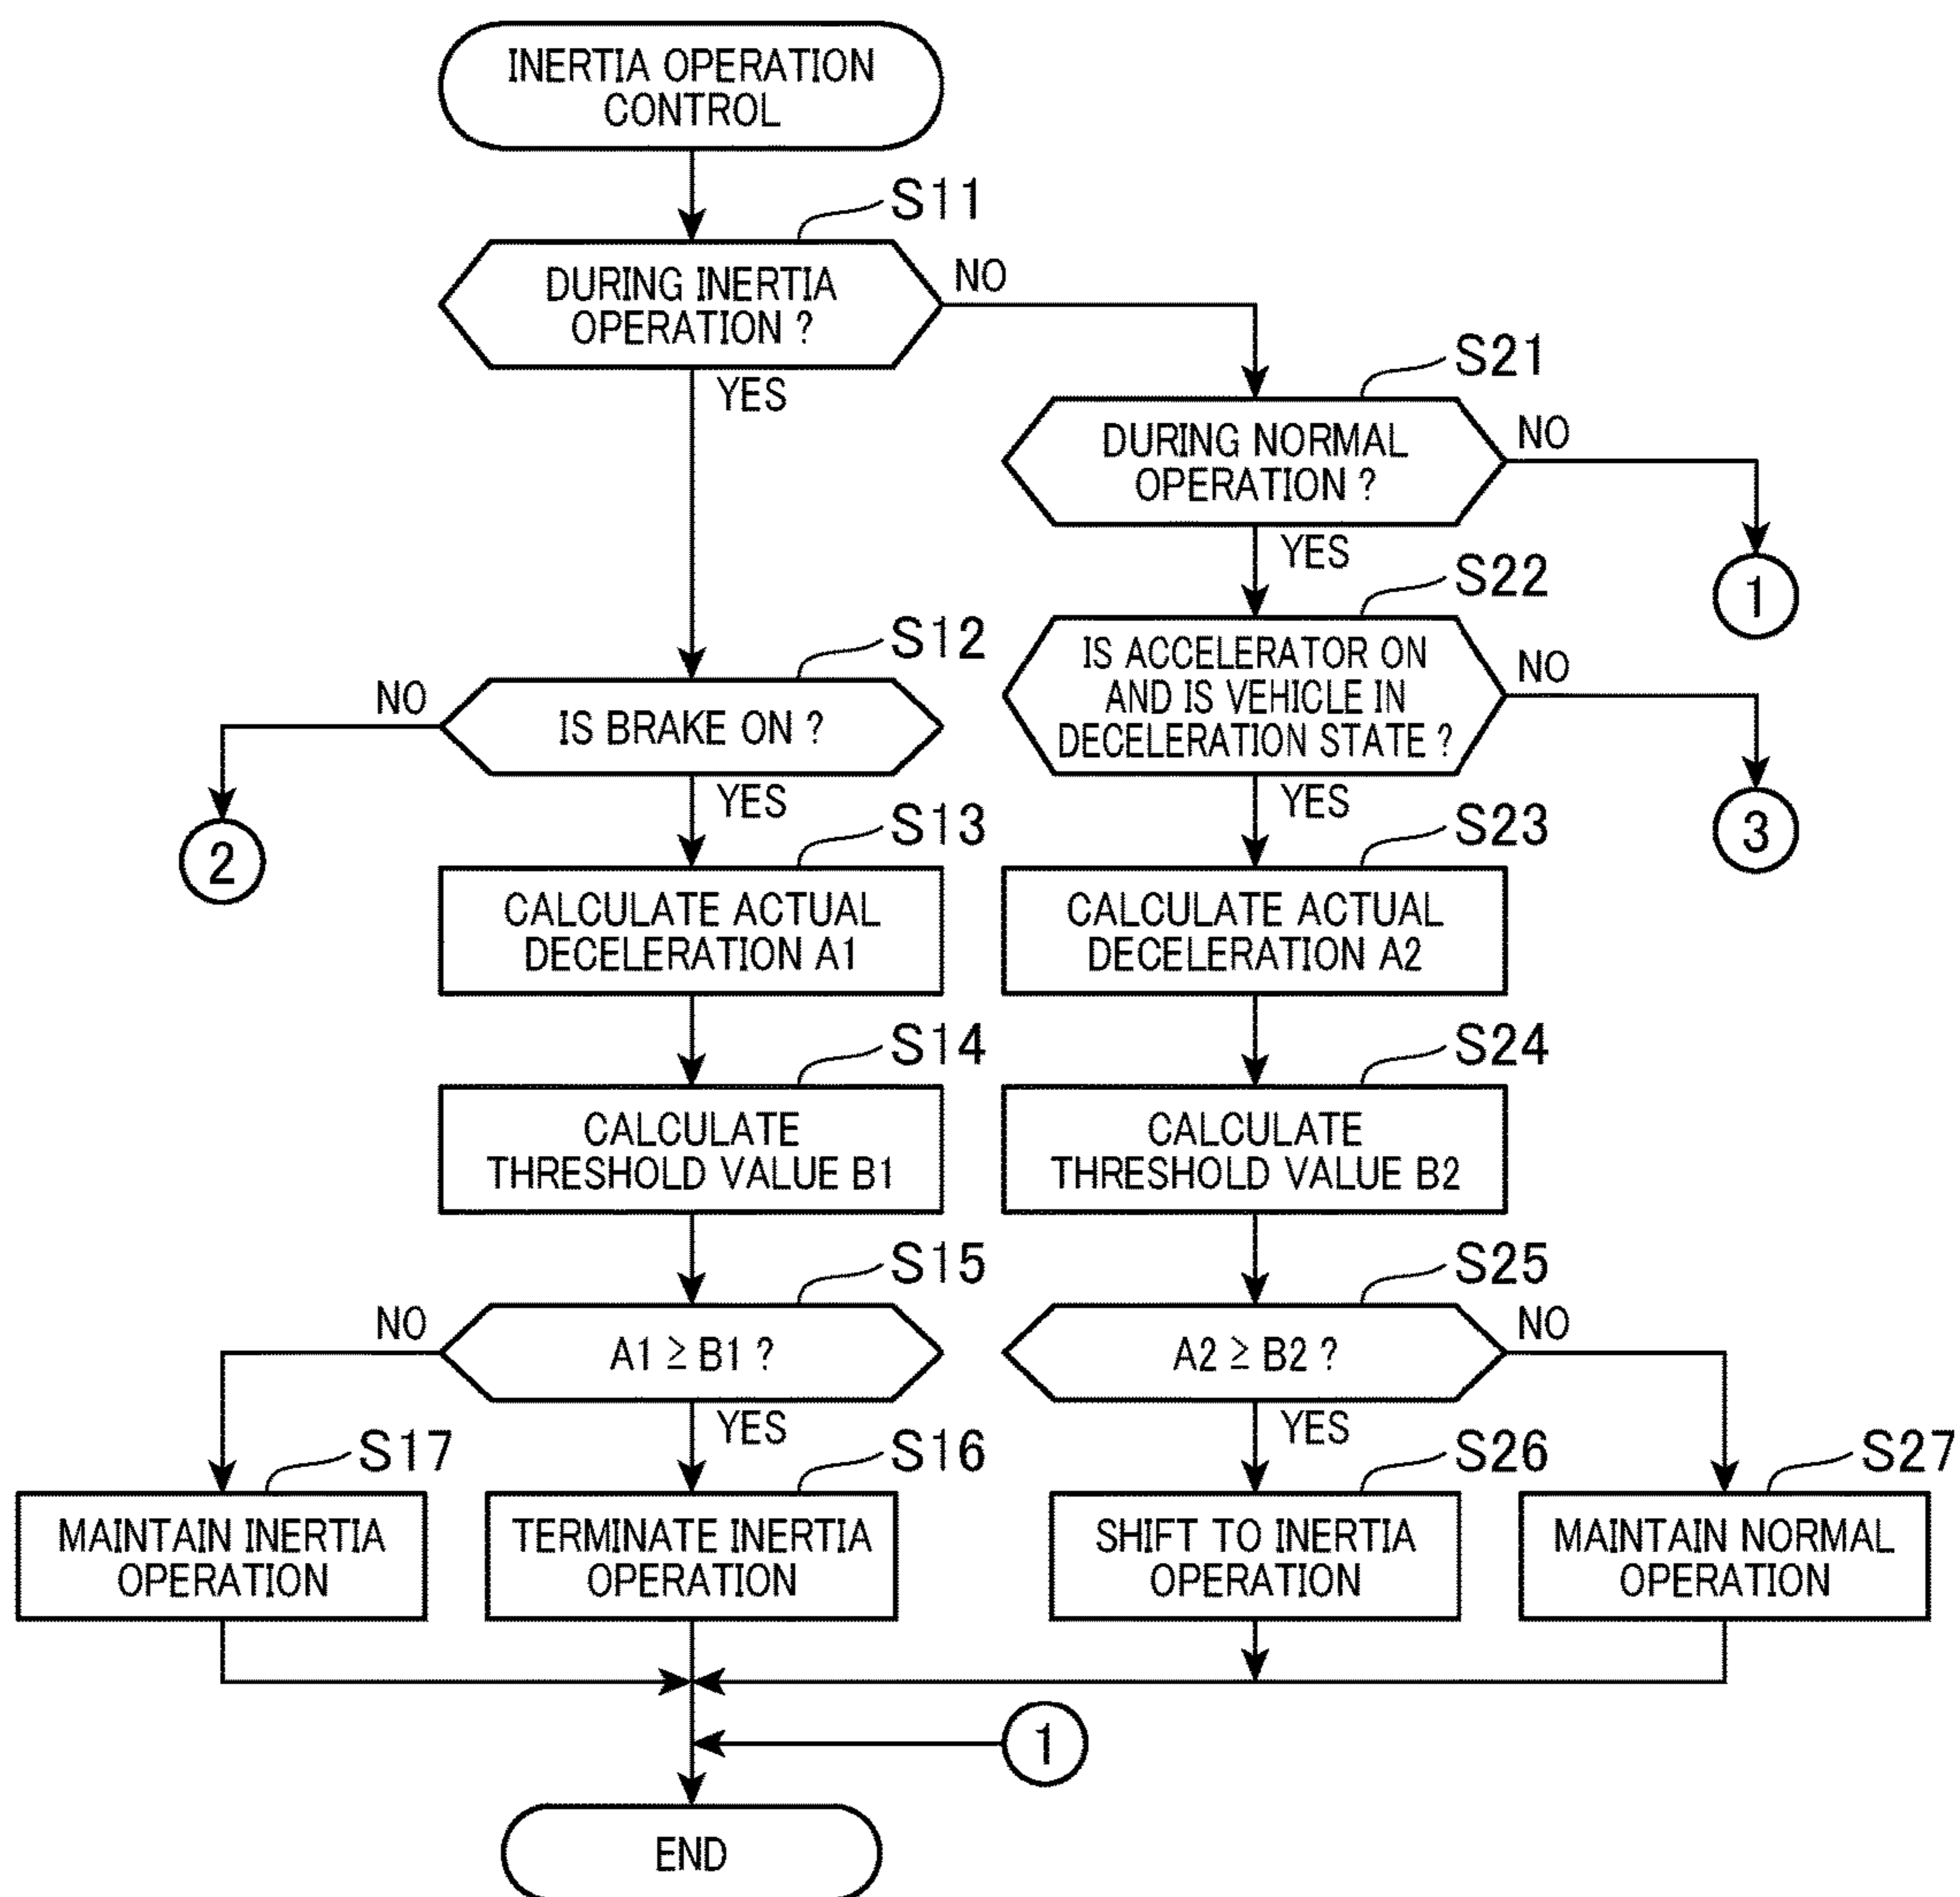 INERTIA OPERATION
CONTROL
S11
DURING INERTIA
OPERATION ?
NO
YES
S21
DURING NORMAL
OPERATION ?
NO
YES
1
S22
IS ACCELERATOR ON
AND IS VEHICLE IN
DECELERATION STATE ?
NO
YES
3
S12
IS BRAKE ON ?
NO
YES
2
S13
CALCULATE ACTUAL
DECELERATION A1
S23
CALCULATE ACTUAL
DECELERATION A2
S14
CALCULATE
THRESHOLD VALUE B1
S24
CALCULATE
THRESHOLD VALUE B2
S15
A1 ≥ B1 ?
NO
YES
S25
A2 ≥ B2 ?
NO
YES
S17
MAINTAIN INERTIA
OPERATION
S16
TERMINATE INERTIA
OPERATION
S26
SHIFT TO INERTIA
OPERATION
S27
MAINTAIN NORMAL
OPERATION
1
END